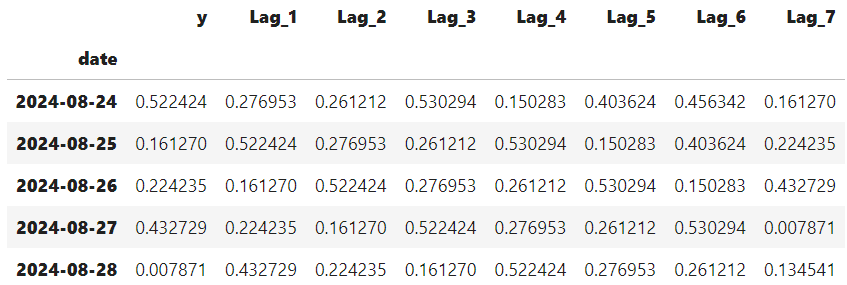 y Lag_1 Lag_2 Lag_3 Lag_4 Lag_5 Lag_6 Lag_7
date
2024-08-24 0.522424 0.276953 0.261212 0.530294 0.150283 0.403624 0.456342 0.161270
2024-08-25 0.161270 0.522424 0.276953 0.261212 0.530294 0.150283 0.403624 0.224235
2024-08-26 0.224235 0.161270 0.522424 0.276953 0.261212 0.530294 0.150283 0.432729
2024-08-27 0.432729 0.224235 0.161270 0.522424 0.276953 0.261212 0.530294 0.007871
2024-08-28 0.007871 0.432729 0.224235 0.161270 0.522424 0.276953 0.261212 0.134541